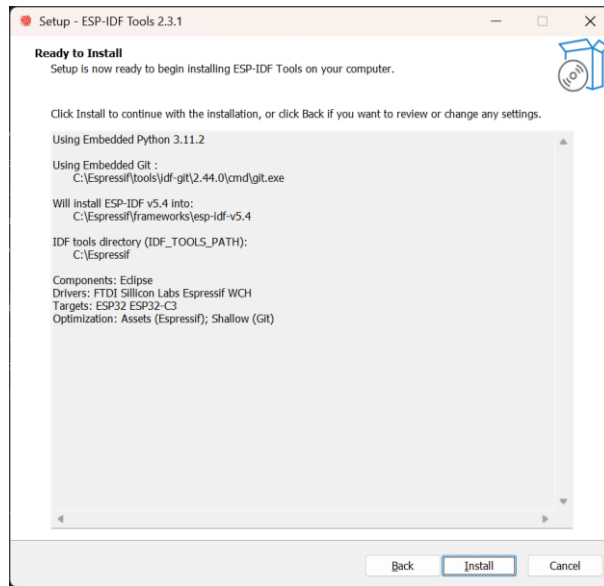 Setup - ESP-IDF Tools 2.3.1
Ready to Install
Setup is now ready to begin installing ESP-IDF Tools on your computer.
Click Install to continue with the installation, or click Back if you want to review or change any settings.
Using Embedded Python 3.11.2
Using Embedded Git :
C:\Espressif\tools\idf-git\2.44.0\cmd\git.exe
Will install ESP-IDF v5.4 into:
C:\Espressif\frameworks\esp-idf-v5.4
IDF tools directory (IDF_TOOLS_PATH):
C:\Espressif
Components: Eclipse
Drivers: FTDI Sillicon Labs Espressif WCH
Targets: ESP32 ESP32-C3
Optimization: Assets (Espressif); Shallow (Git)
Back Install Cancel